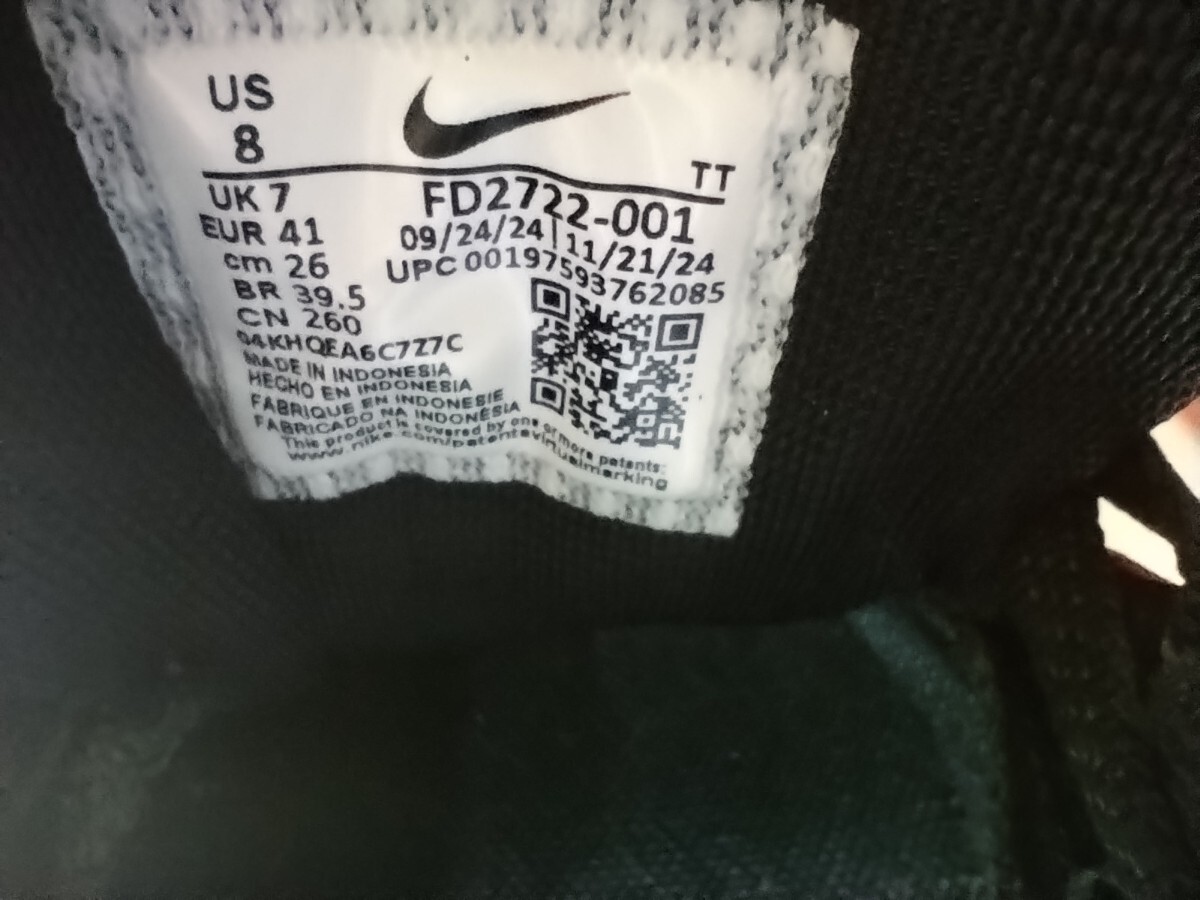 US
8
TT
UK 7
FD2722-001
EUR 41
09/24/24 | 11/21/24
cm 26
UPC 00197593762085
BR 39.5
CN 260
04KHQEA6C7Z7C
MADE IN INDONESIA
HECHO EN INDONESIA
FABRIQUE EN INDONESIE
FABRICADO NA INDONÉSIA
This product is covered by one or more patents:
www.nike.com/patentsvirtualmarking